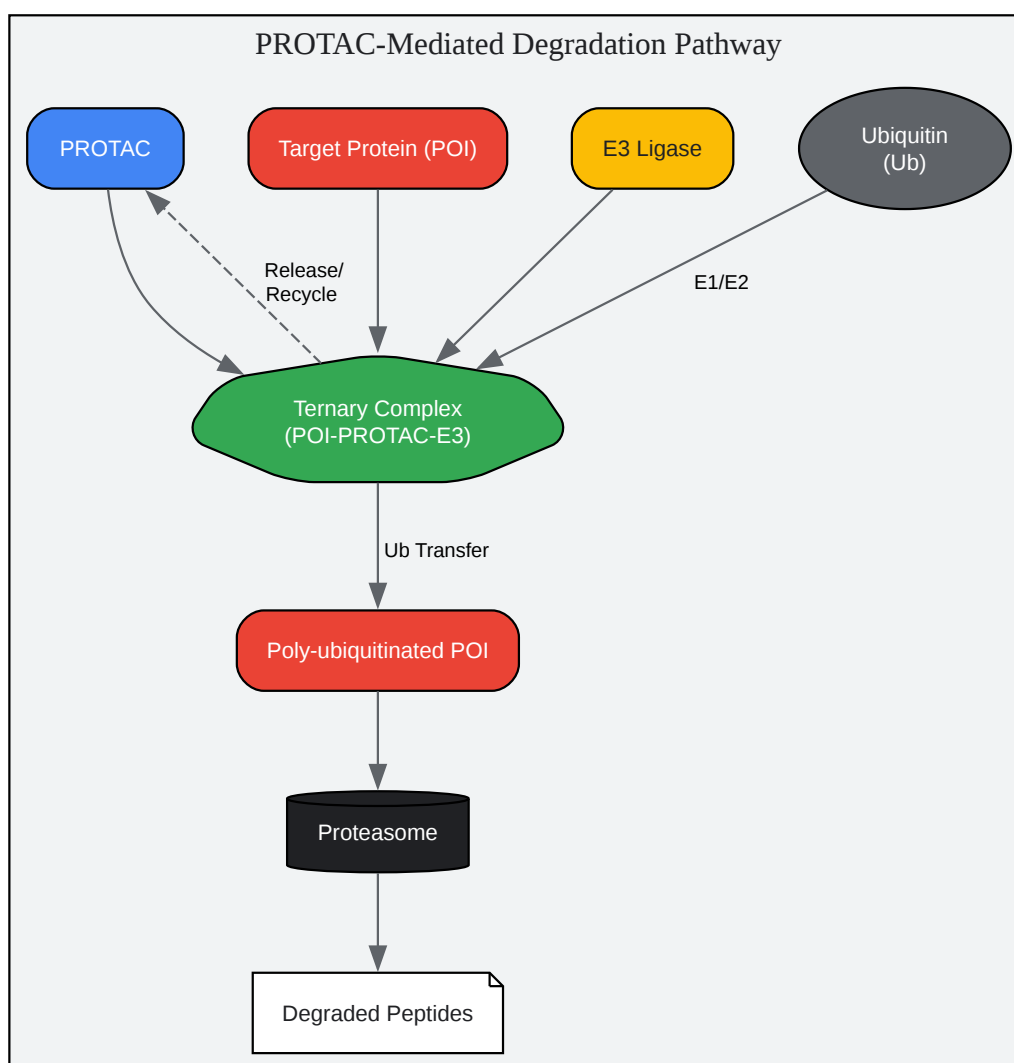 PROTAC-Mediated Degradation Pathway
PROTAC
Target Protein (POI)
E3 Ligase
Ubiquitin
(Ub)
Release/
Recycle
E1/E2
Ternary Complex
(POI-PROTAC-E3)
Ub Transfer
Poly-ubiquitinated POI
Proteasome
Degraded Peptides